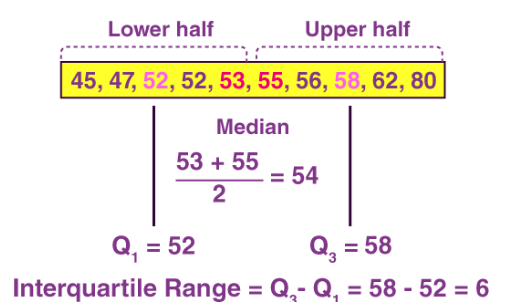 Lower half Upper half
45, 47, 52, 52, 53, 55, 56, 58, 62, 80
Median
53 + 55
= 54
2
Q₁ = 52 Q₃ = 58
Interquartile Range = Q₃- Q₁ = 58 - 52 = 6